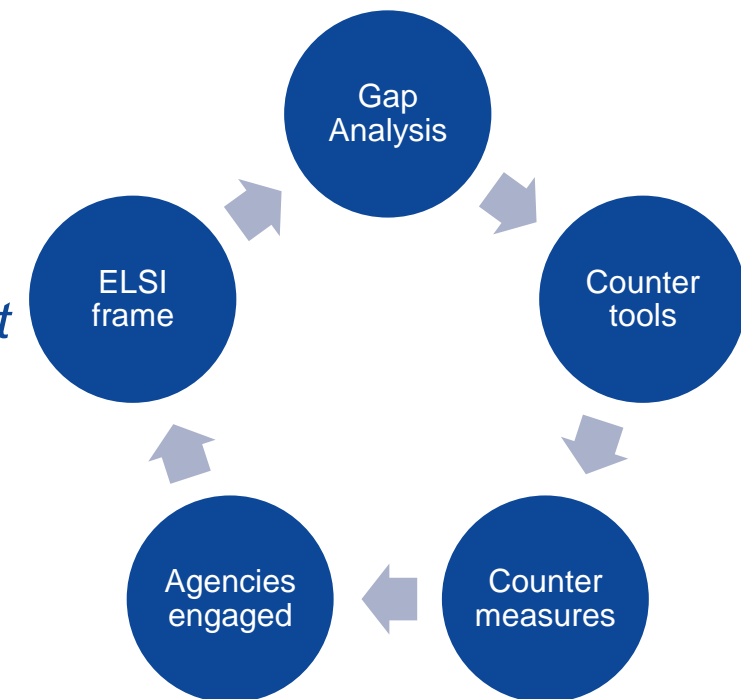 Gap
Analysis
ELSI
frame
t
Counter
tools
Agencies
engaged
Counter
measures